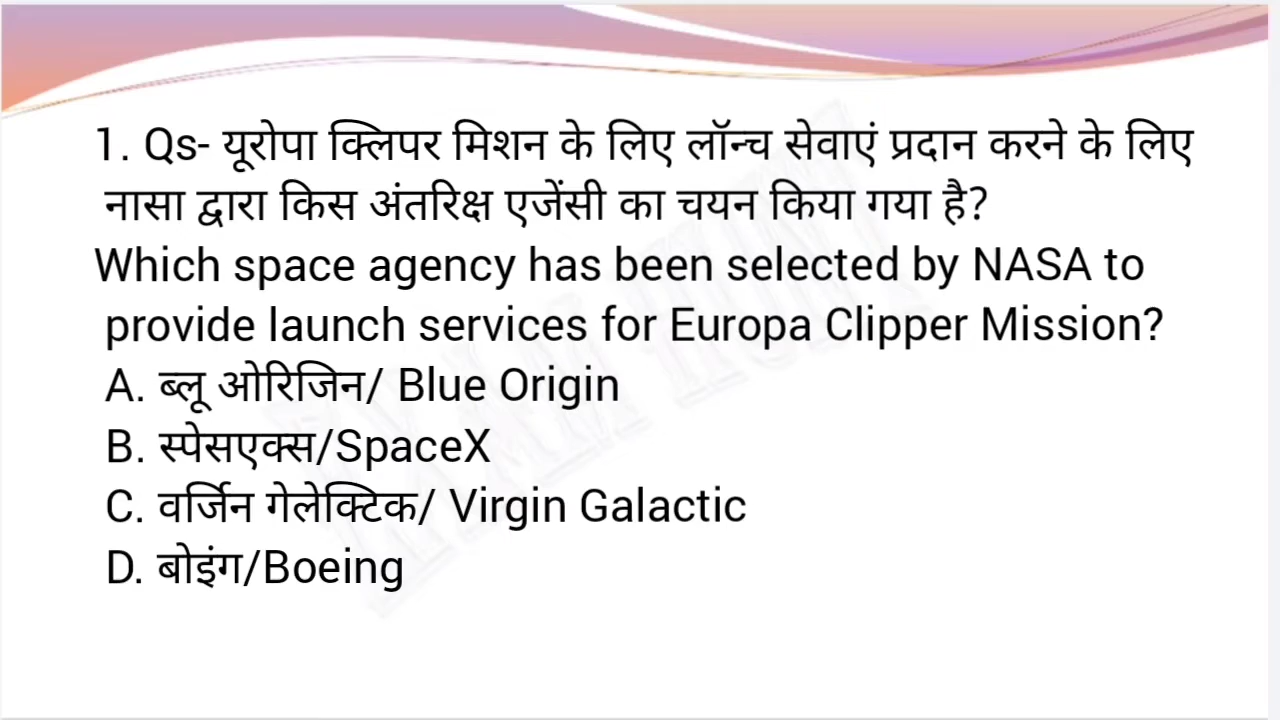 1. Qs- यूरोपा क्लिपर मिशन के लिए लॉन्च सेवाएं प्रदान करने के लिए
नासा द्वारा किस अंतरिक्ष एजेंसी का चयन किया गया है?
Which space agency has been selected by NASA to
provide launch services for Europa Clipper Mission?
A. ब्लू ओरिजिन/ Blue Origin
B. स्पेसएक्स/SpaceX
C. वर्जिन गेलेक्टिक/ Virgin Galactic
D. बोइंग/Boeing